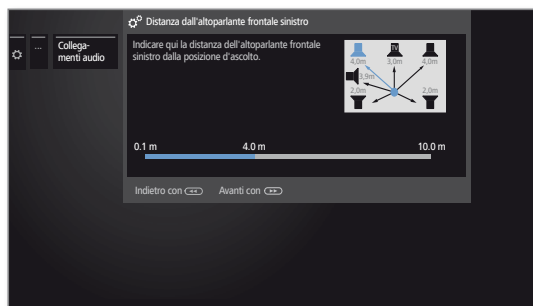 Distanza dall'altoparlante frontale sinistro
...
Collega-
menti audio
Indicare qui la distanza dell'altoparlante frontale
sinistro dalla posizione d'ascolto.
TV
4,0m 3,0m 4,0m
3,9m
2,0m 2,0m
0.1 m 4.0 m 10.0 m
Indietro con Avanti con